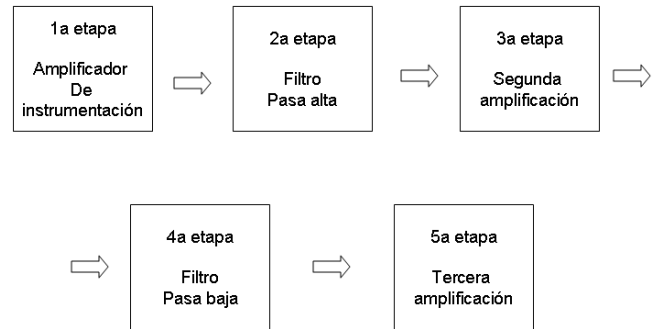 1a etapa
Amplificador
De
instrumentación
2a etapa
Filtro
Pasa alta
3a etapa
Segunda
amplificación
4a etapa
Filtro
Pasa baja
5a etapa
Tercera
amplificación